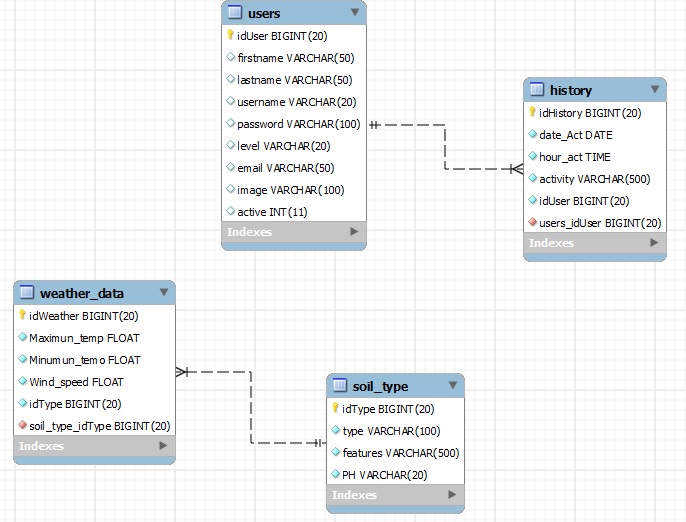 users
idUser BIGINT(20)
firstname VARCHAR(50)
lastname VARCHAR(50)
username VARCHAR(20)
password VARCHAR(100)
level VARCHAR(20)
email VARCHAR(50)
image VARCHAR(100)
active INT(11)
Indexes
history
idHistory BIGINT(20)
date_Act DATE
hour_act TIME
activity VARCHAR(500)
idUser BIGINT(20)
users_idUser BIGINT(20)
Indexes
weather_data
idWeather BIGINT(20)
Maximun_temp FLOAT
Minumun_temo FLOAT
Wind_speed FLOAT
idType BIGINT(20)
soil_type_idType BIGINT(20)
Indexes
soil_type
idType BIGINT(20)
type VARCHAR(100)
features VARCHAR(500)
PH VARCHAR(20)
Indexes